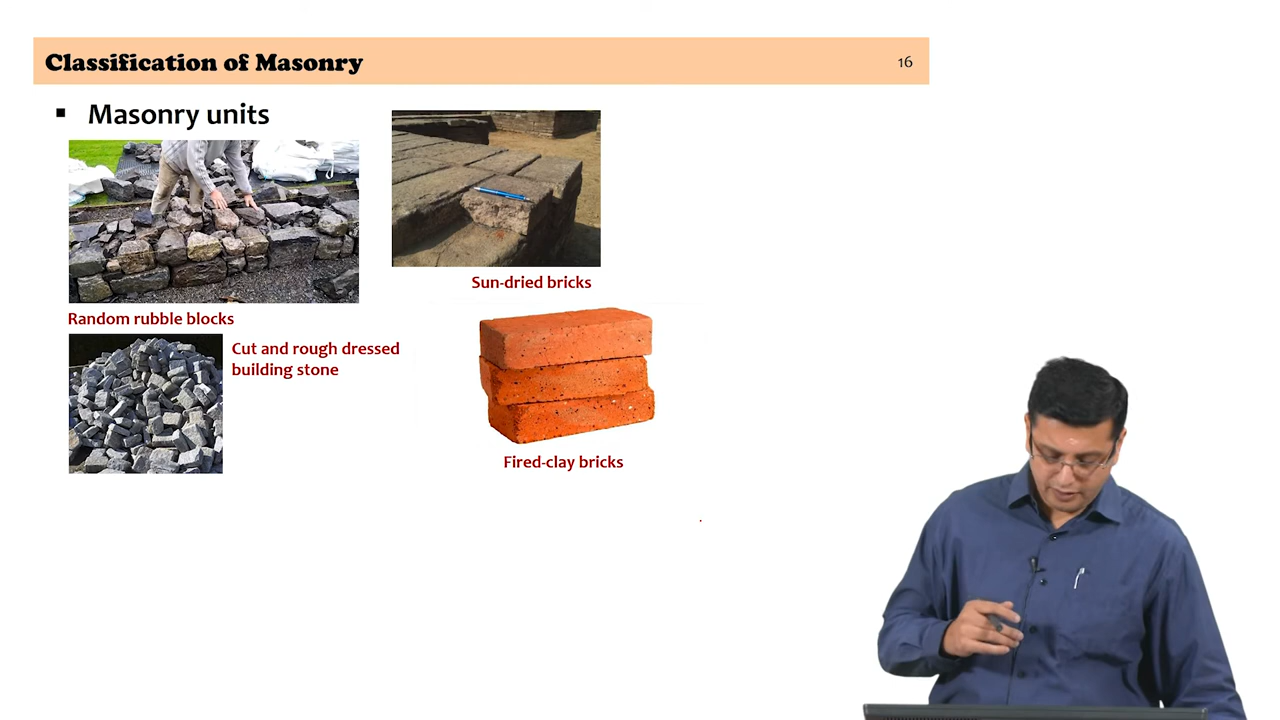 Classification of Masonry
16
▪ Masonry units
Sun-dried bricks
Random rubble blocks
Cut and rough dressed
building stone
Fired-clay bricks